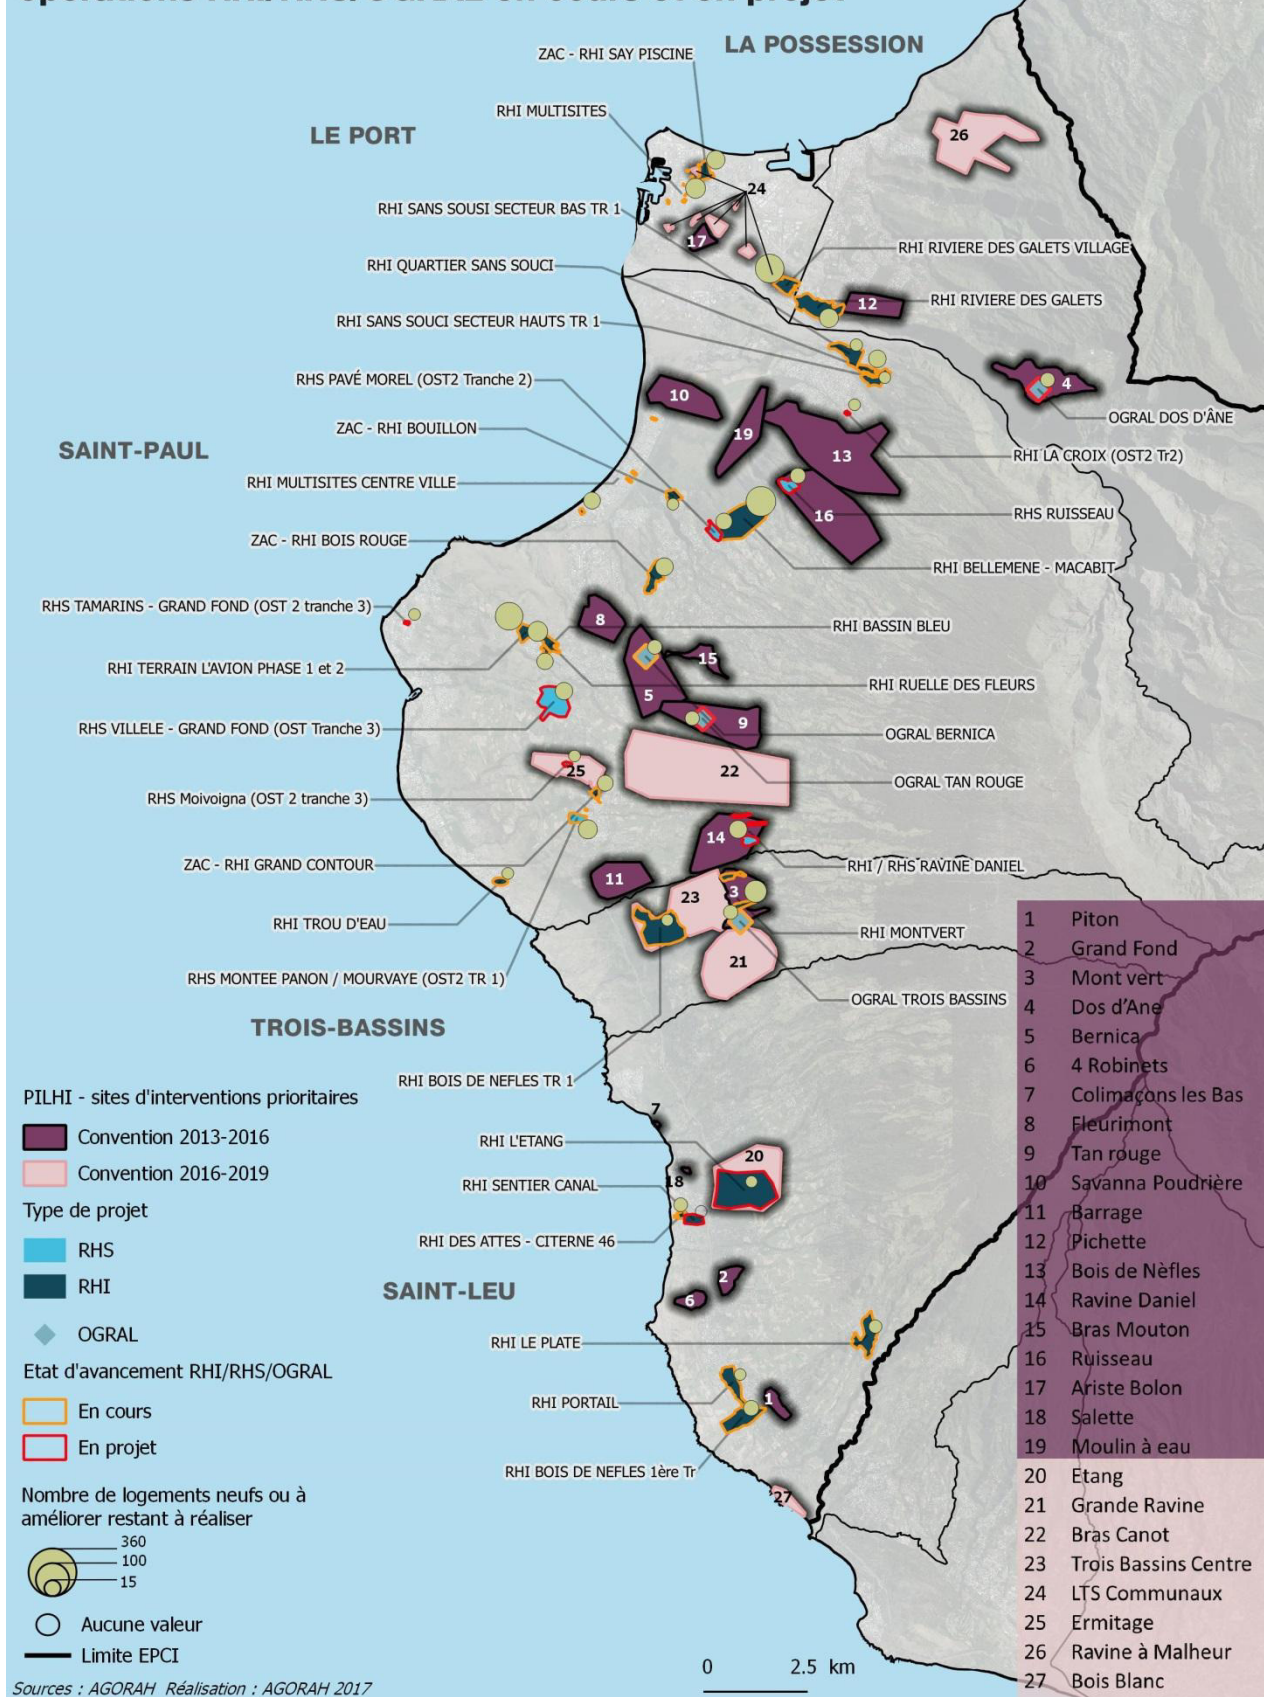 LA POSSESSION
ZAC - RHI SAY PISCINE
RHI MULTISITES
LE PORT
26
24
RHI SANS SOUSI SECTEUR BAS TR 1
17
RHI RIVIERE DES GALETS VILLAGE
RHI QUARTIER SANS SOUCI
12
RHI RIVIERE DES GALETS
RHI SANS SOUCI SECTEUR HAUTS TR 1
RHS PAVÉ MOREL (OST2 Tranche 2)
4
10
OGRAL DOS D'ÂNE
ZAC - RHI BOUILLON
19
SAINT-PAUL
13
RHI LA CROIX (OST2 Tr2)
RHI MULTISITES CENTRE VILLE
16
RHS RUISSEAU
ZAC - RHI BOIS ROUGE
RHI BELLEMENE - MACABIT
RHS TAMARINS - GRAND FOND (OST 2 tranche 3)
8
RHI BASSIN BLEU
15
RHI TERRAIN L'AVION PHASE 1 et 2
RHI RUELLE DES FLEURS
5
9
RHS VILLELE - GRAND FOND (OST Tranche 3)
OGRAL BERNICA
25
22
OGRAL TAN ROUGE
RHS Moivoigna (OST 2 tranche 3)
14
ZAC - RHI GRAND CONTOUR
RHI / RHS RAVINE DANIEL
11
3
23
RHI TROU D'EAU
RHI MONTVERT
21
RHS MONTEE PANON / MOURVAYE (OST2 TR 1)
OGRAL TROIS BASSINS
TROIS-BASSINS
RHI BOIS DE NEFLES TR 1
7
RHI L'ETANG
20
18
RHI SENTIER CANAL
RHI DES ATTES - CITERNE 46
2
SAINT-LEU
6
RHI LE PLATE
RHI PORTAIL
1
RHI BOIS DE NEFLES 1ère Tr
27
PILHI - sites d'interventions prioritaires
Convention 2013-2016
Convention 2016-2019
Type de projet
RHS
RHI
OGRAL
Etat d'avancement RHI/RHS/OGRAL
En cours
En projet
Nombre de logements neufs ou à
améliorer restant à réaliser
360
100
15
Aucune valeur
Limite EPCI
Sources : AGORAH Réalisation : AGORAH 2017
0 2.5 km
1 Piton
2 Grand Fond
3 Mont vert
4 Dos d'Ane
5 Bernica
6 4 Robinets
7 Colimaçons les Bas
8 Fleurimont
9 Tan rouge
10 Savanna Poudrière
11 Barrage
12 Pichette
13 Bois de Nèfles
14 Ravine Daniel
15 Bras Mouton
16 Ruisseau
17 Ariste Bolon
18 Salette
19 Moulin à eau
20 Etang
21 Grande Ravine
22 Bras Canot
23 Trois Bassins Centre
24 LTS Communaux
25 Ermitage
26 Ravine à Malheur
27 Bois Blanc